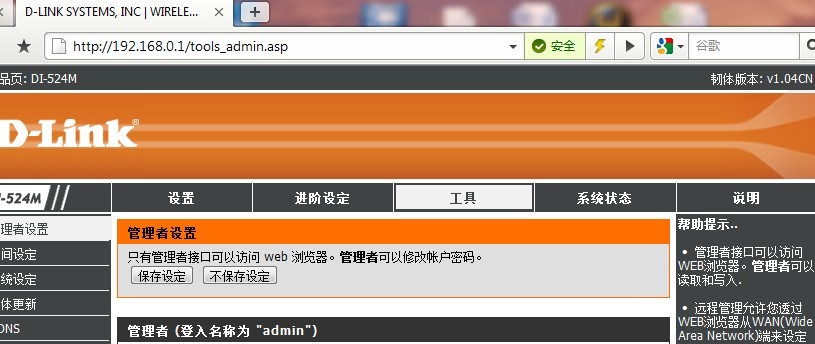 D-LINK SYSTEMS, INC | WIRELE...
http://192.168.0.1/tools_admin.asp
安全
谷歌
品页: DI-524M
韧体版本: v1.04CN
D-Link
-524M
设置
进阶设定
工具
系统状态
说明
理者设置
间设定
统设定
体更新
DNS
管理者设置
只有管理者接口可以访问 web 浏览器。管理者可以修改帐户密码。
保存设定
不保存设定
管理者 (登入名称为 "admin")
帮助提示..
• 管理者接口可以访问
WEB浏览器。管理者可以
读取和写入.
• 远程管理允许您透过
WEB浏览器从WAN(Wide
Area Network)端来设定